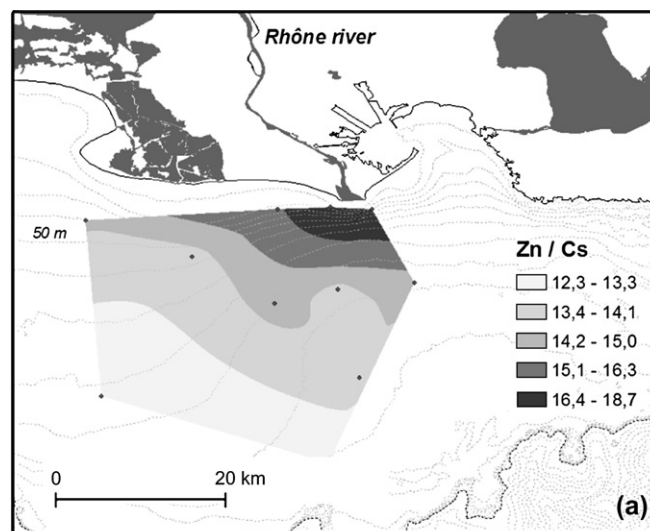 Rhône river
50 m
Zn / Cs
12,3 - 13,3
13,4 - 14,1
14,2 - 15,0
15,1 - 16,3
16,4 - 18,7
0 20 km
(a)